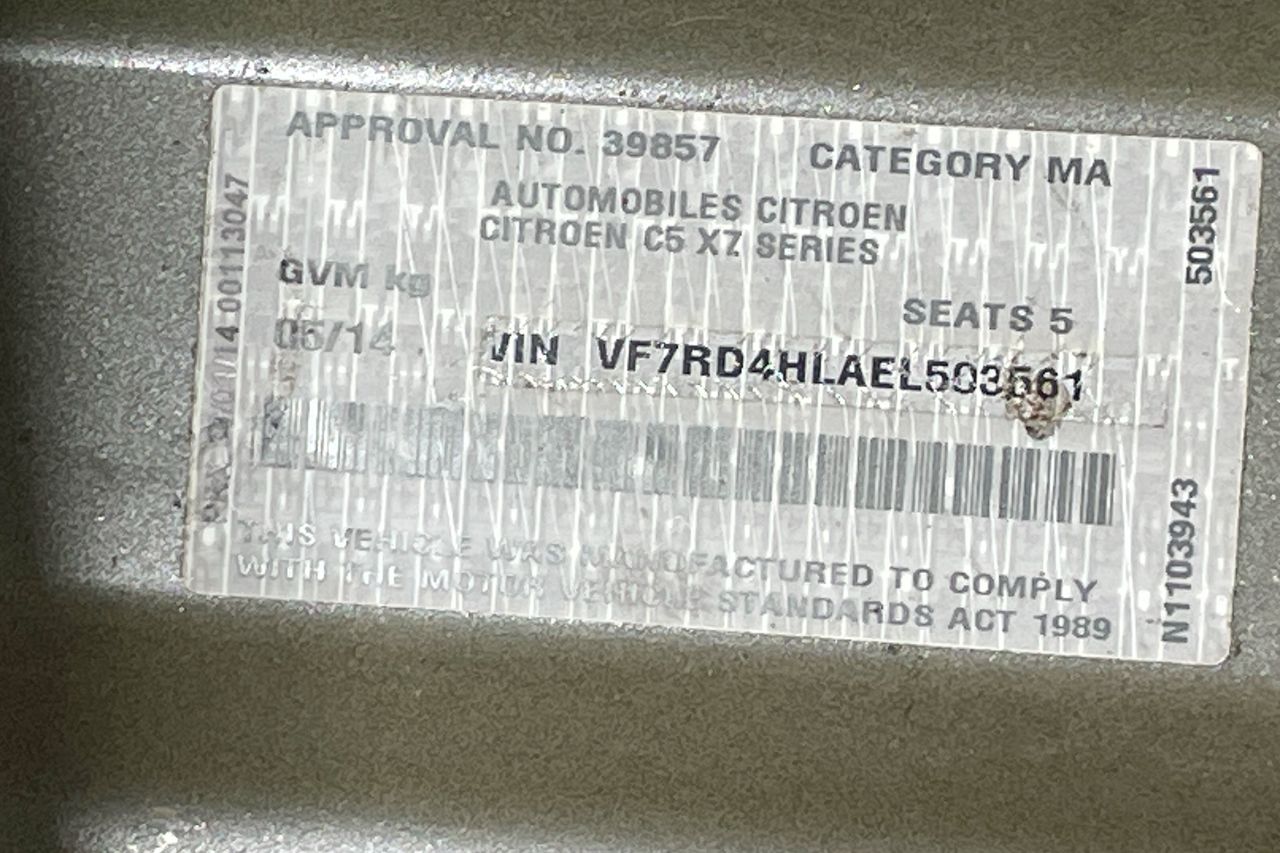 APPROVAL NO. 39857 CATEGORY MA
AUTOMOBILES CITROEN
CITROEN C5 X7 SERIES
GVM kg
SEATS 5
05/14
VIN VF7RD4HLAEL503561
THIS VEHICLE WAS MANUFACTURED TO COMPLY
WITH THE MOTOR VEHICLE STANDARDS ACT 1989
00113047
503561
N1103943